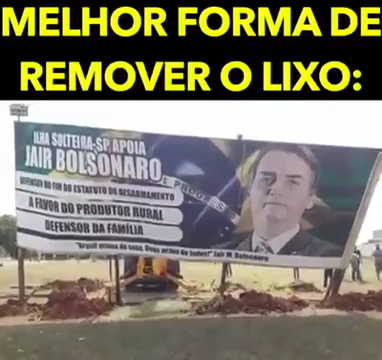 MELHOR FORMA DE
REMOVER O LIXO:
ILHA SOLTEIRA-SP APOIA
JAIR BOLSONARO
E PROGRES
DEFENSOR DO FIM DO ESTATUTO DO DESARMAMENTO
A FAVOR DO PRODUTOR RURAL
DEFENSOR DA FAMÍLIA
"Brasil acima de tudo, Deus acima de todos!" Jair M. Bolsonaro